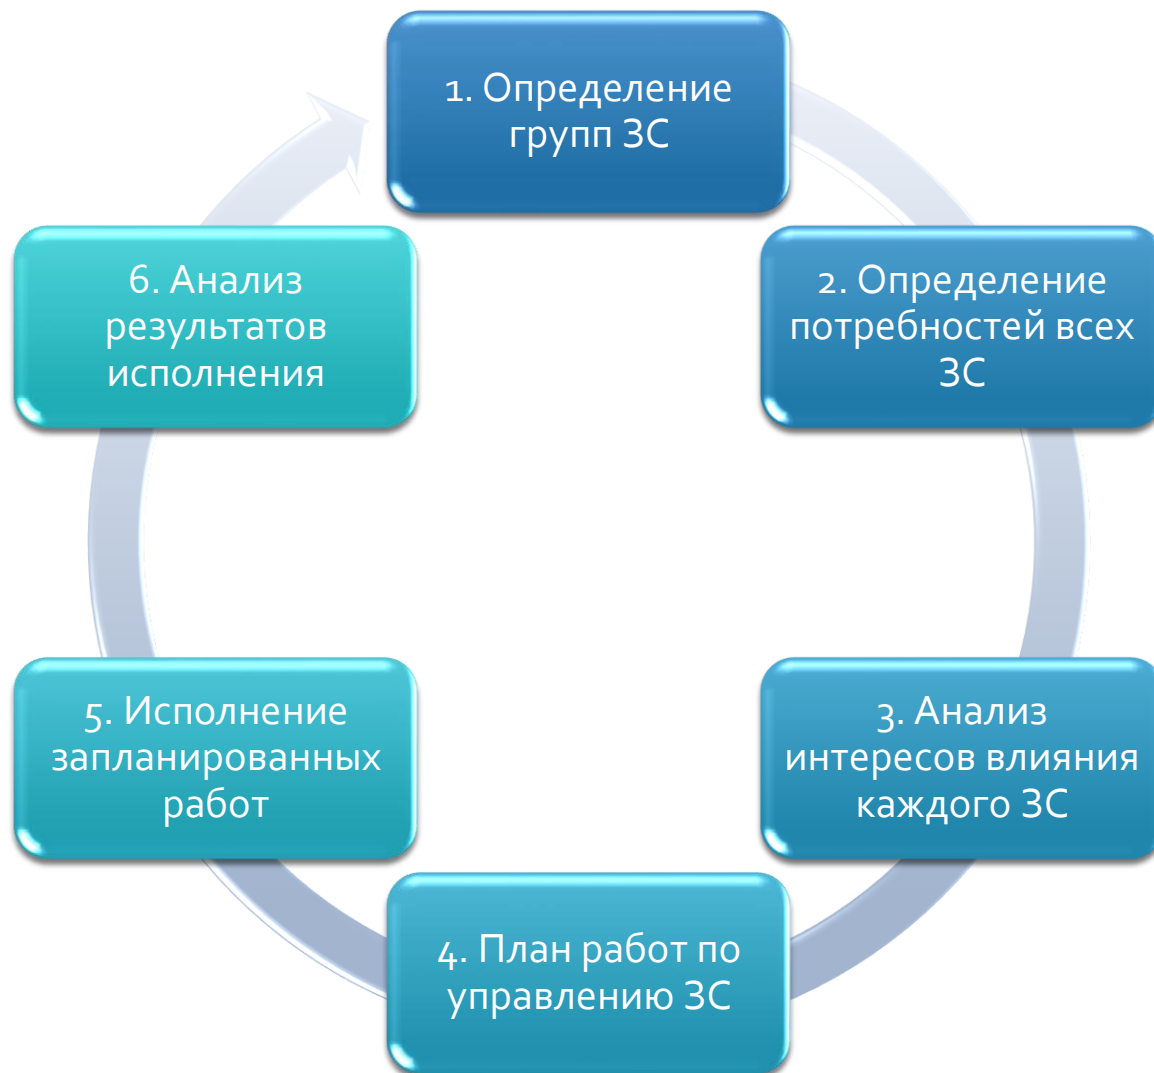 1. Определение
групп ЗС
2. Определение
потребностей всех
ЗС
3. Анализ
интересов влияния
каждого ЗС
4. План работ по
управлению ЗС
5. Исполнение
запланированных
работ
6. Анализ
результатов
исполнения